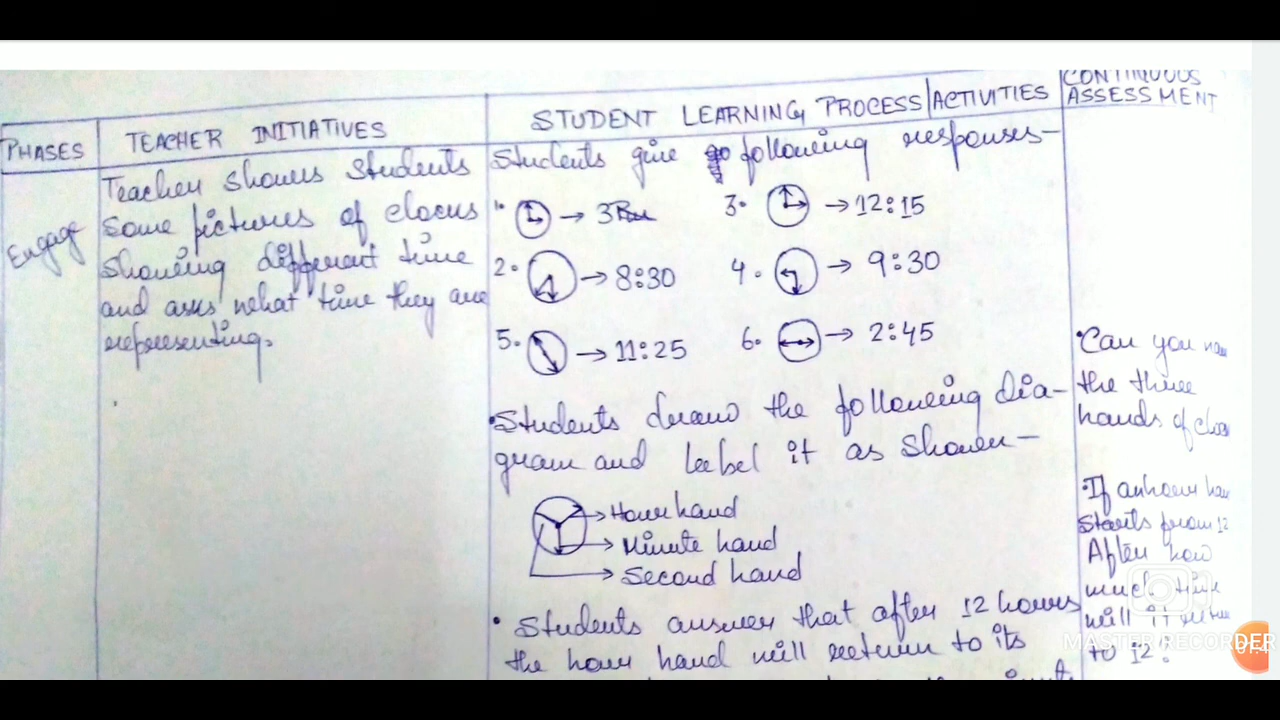 PHASES
TEACHER INITIATIVES
STUDENT LEARNING PROCESS/ACTIVITIES
CONTINUOUS
ASSESSMENT
Engage
Teacher shows students
some pictures of clocks
showing different time
and asks what time they are
representing.
Students give following responses-
1. → 3
3. → 12:15
2. → 8:30
4. → 9:30
5. → 11:25
6. → 2:45
• Students draw the following dia-
gram and label it as shown-
→ Hour hand
→ Minute hand
→ Second hand
• Students answer that after 12 hours
the hour hand will return to its
• Can you
the three
hands of
• If an hour
starts from 12
After how
much time
will it
to 12?
MASTER RECORDER